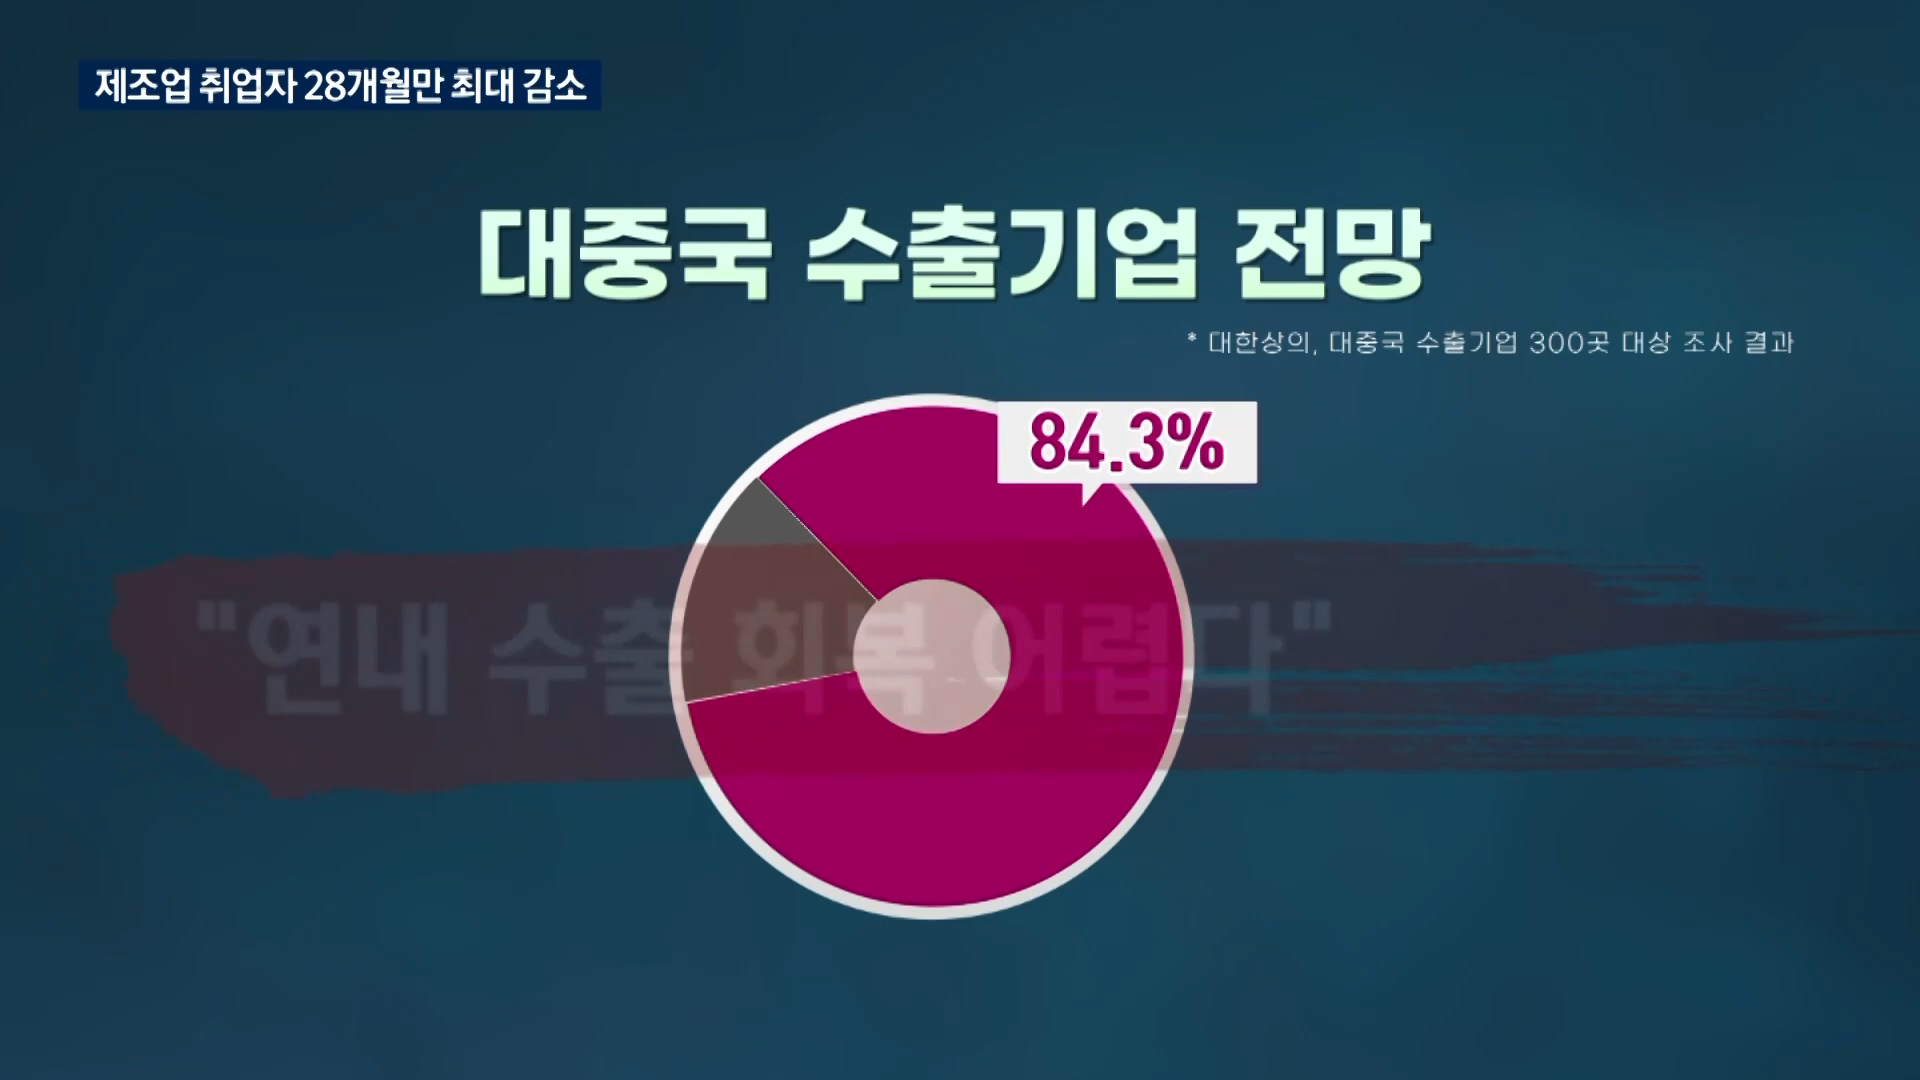 제조업 취업자 28개월만 최대 감소
대중국 수출기업 전망
* 대한상의, 대중국 수출기업 300곳 대상 조사 결과
84.3%
"연내 수출 회복 어렵다"